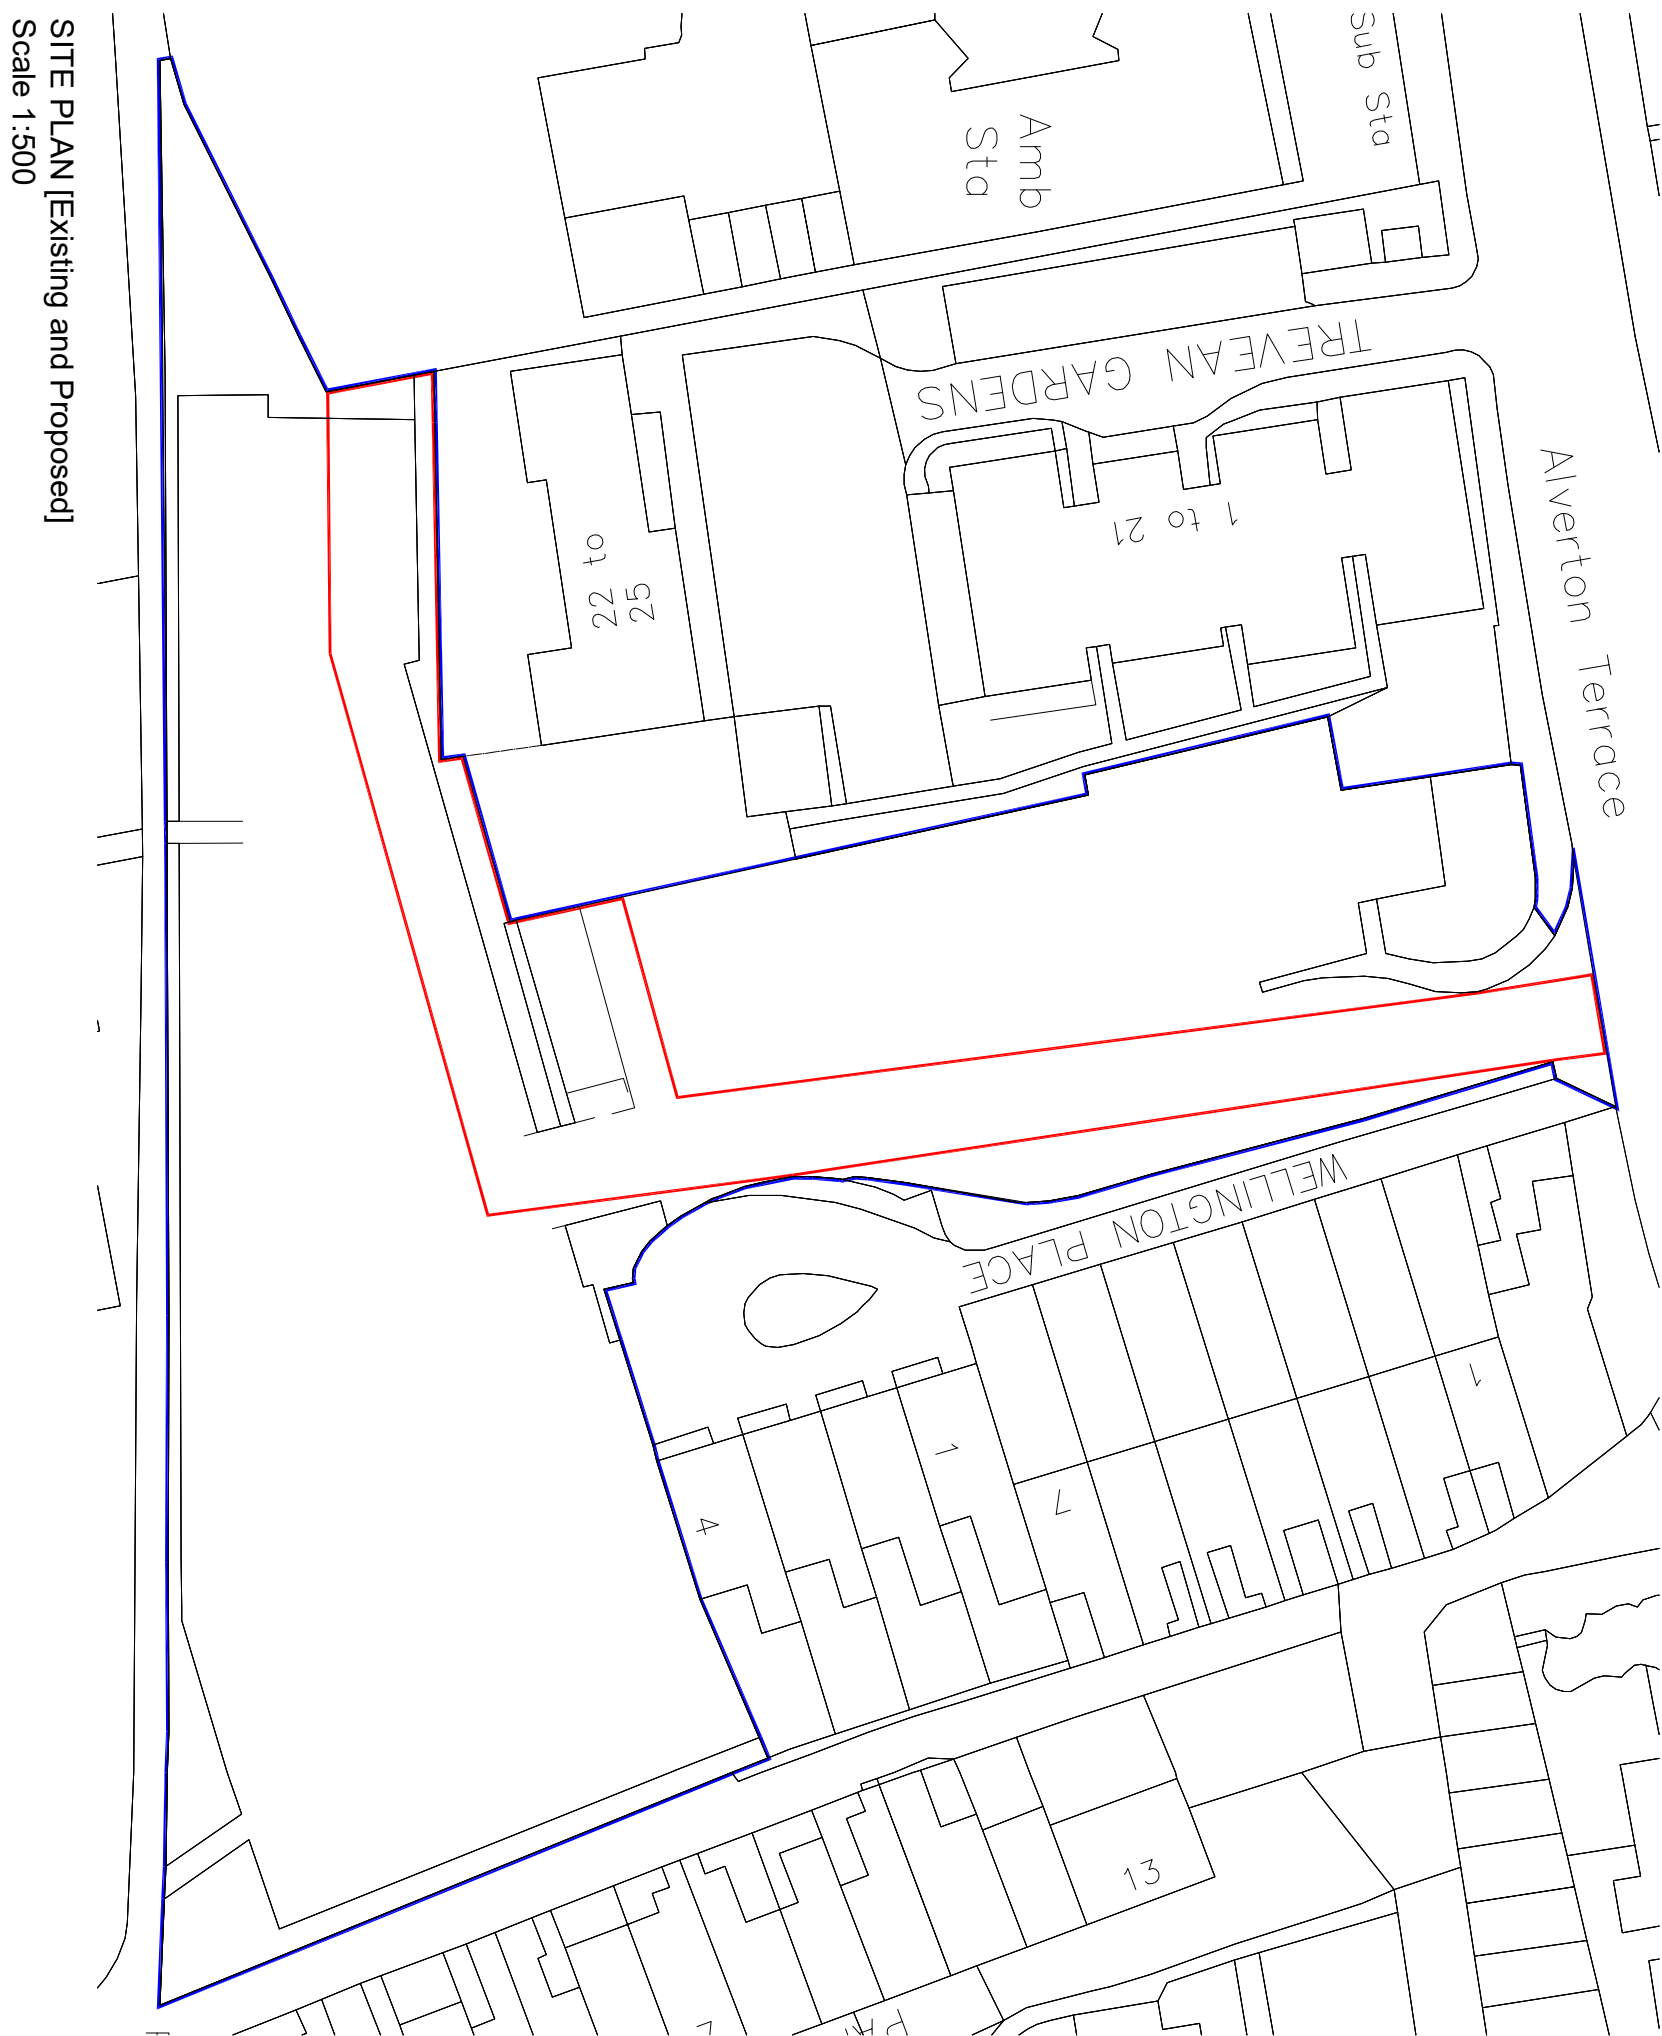 SITE PLAN [Existing and Proposed]
Scale 1:500
Sub Sta
Amb
Sta
TREVEAN GARDENS
Alverton Terrace
1 to 21
22 to
25
WELLINGTON PLACE
1
1
7
4
13